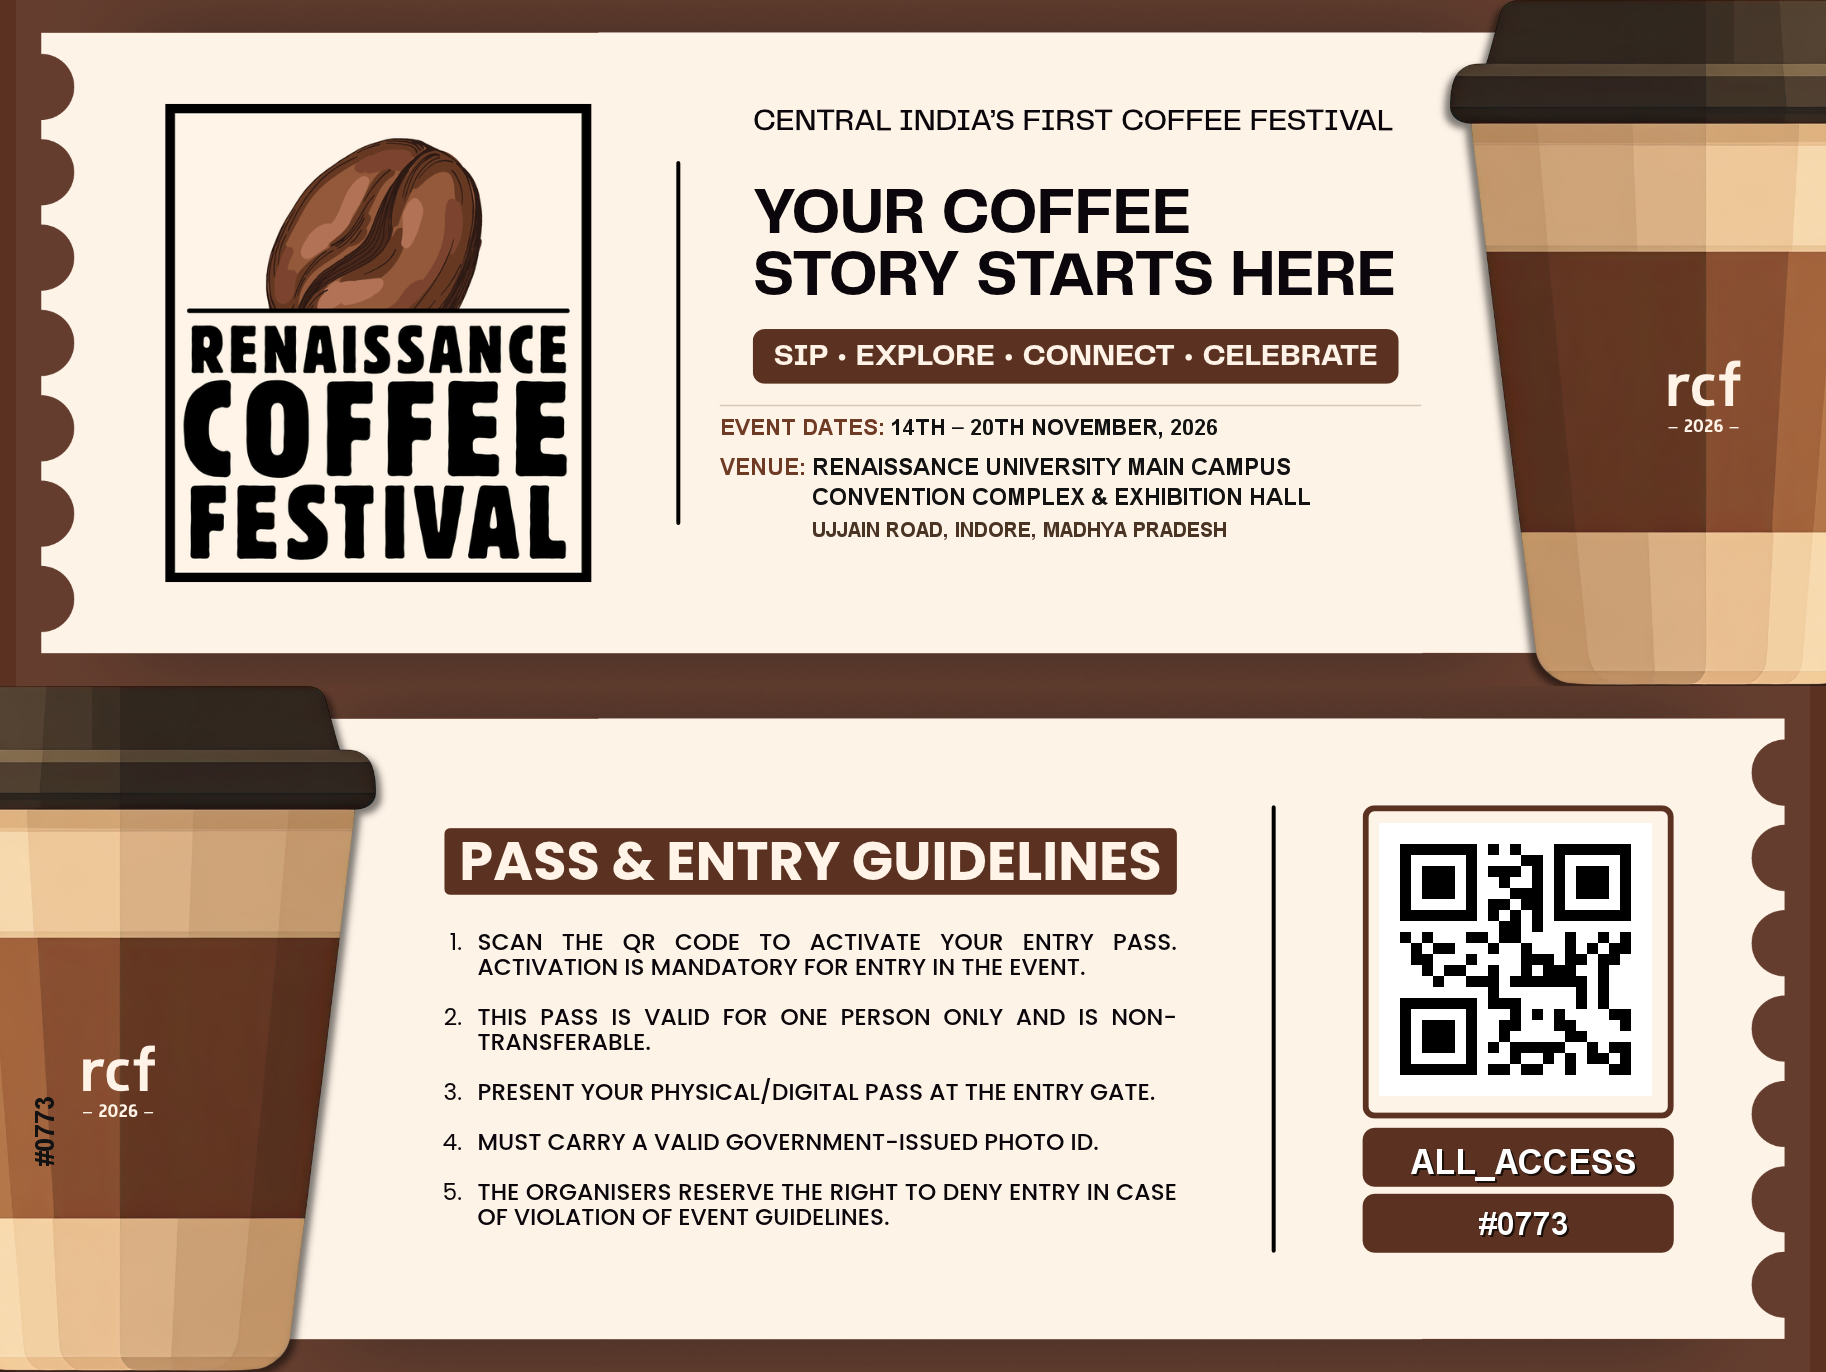 RENAISSANCE
COFFEE
FESTIVAL
CENTRAL INDIA'S FIRST COFFEE FESTIVAL
YOUR COFFEE
STORY STARTS HERE
SIP • EXPLORE • CONNECT • CELEBRATE
EVENT DATES: 14TH – 20TH NOVEMBER, 2026
VENUE: RENAISSANCE UNIVERSITY MAIN CAMPUS
CONVENTION COMPLEX & EXHIBITION HALL
UJJAIN ROAD, INDORE, MADHYA PRADESH
rcf
– 2026 –
rcf
– 2026 –
#0773
PASS & ENTRY GUIDELINES
1. SCAN THE QR CODE TO ACTIVATE YOUR ENTRY PASS.
ACTIVATION IS MANDATORY FOR ENTRY IN THE EVENT.
2. THIS PASS IS VALID FOR ONE PERSON ONLY AND IS NON-
TRANSFERABLE.
3. PRESENT YOUR PHYSICAL/DIGITAL PASS AT THE ENTRY GATE.
4. MUST CARRY A VALID GOVERNMENT-ISSUED PHOTO ID.
5. THE ORGANISERS RESERVE THE RIGHT TO DENY ENTRY IN CASE
OF VIOLATION OF EVENT GUIDELINES.
ALL_ACCESS
#0773